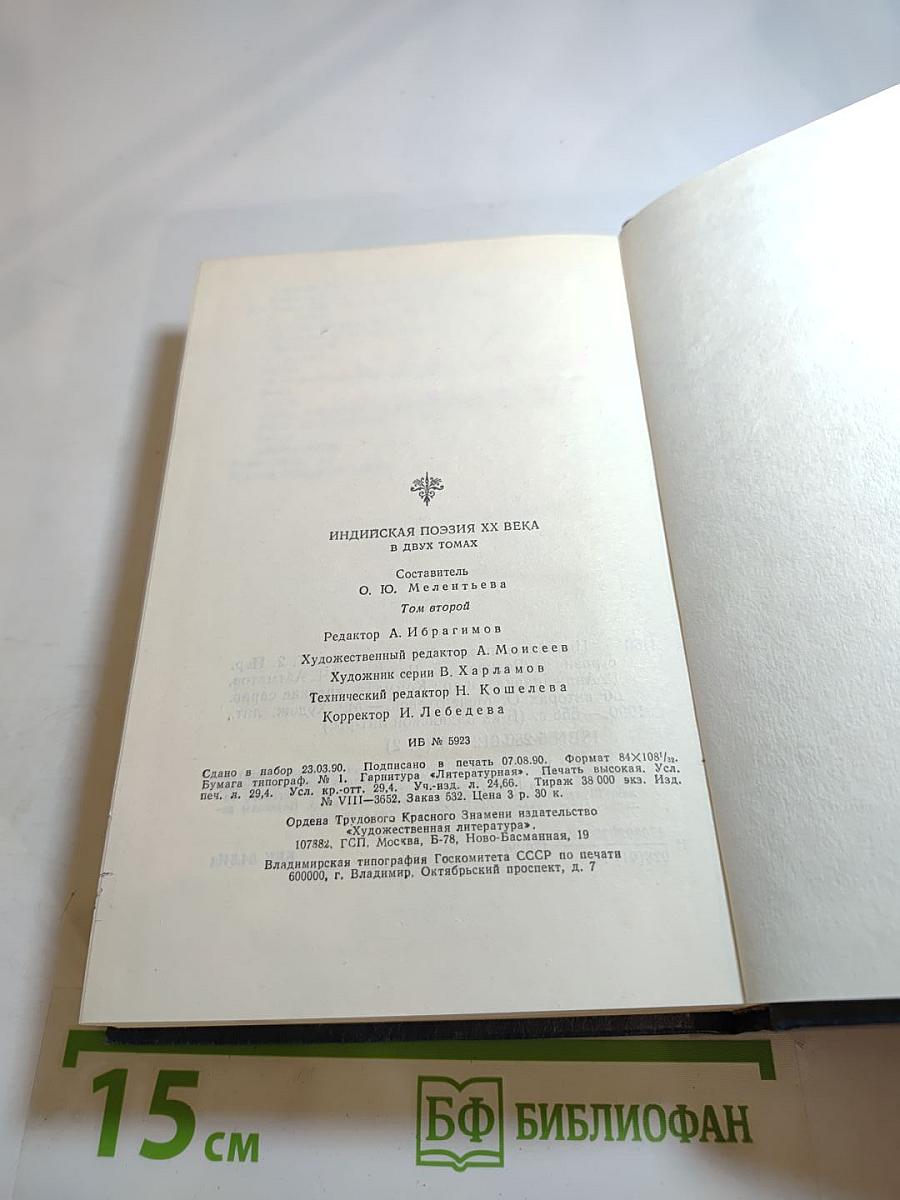 ИНДИЙСКАЯ ПОЭЗИЯ XX ВЕКА
В ДВУХ ТОМАХ
Составитель
О. Ю. Мелентьева
Том второй
Редактор А. Ибрагимов
Художественный редактор А. Моисеев
Художник серии В. Харламов
Технический редактор Н. Кошелева
Корректор И. Лебедева
ИБ № 5923
Сдано в набор 23.03.90. Подписано в печать 07.08.90. Формат 84×108¹/₃₂.
Бумага типограф. № 1. Гарнитура «Литературная». Печать высокая. Усл.
печ. л. 29,4. Усл. кр.-отт. 29,4. Уч.-изд. л. 24,66. Тираж 38 000 экз. Изд.
№ VIII—3652. Заказ 532. Цена 3 р. 30 к.
Ордена Трудового Красного Знамени издательство
«Художественная литература».
107882, ГСП, Москва, Б-78, Ново-Басманная, 19
Владимирская типография Госкомитета СССР по печати
600000, г. Владимир. Октябрьский проспект, д. 7
15 см
БФ БИБЛИОФАН